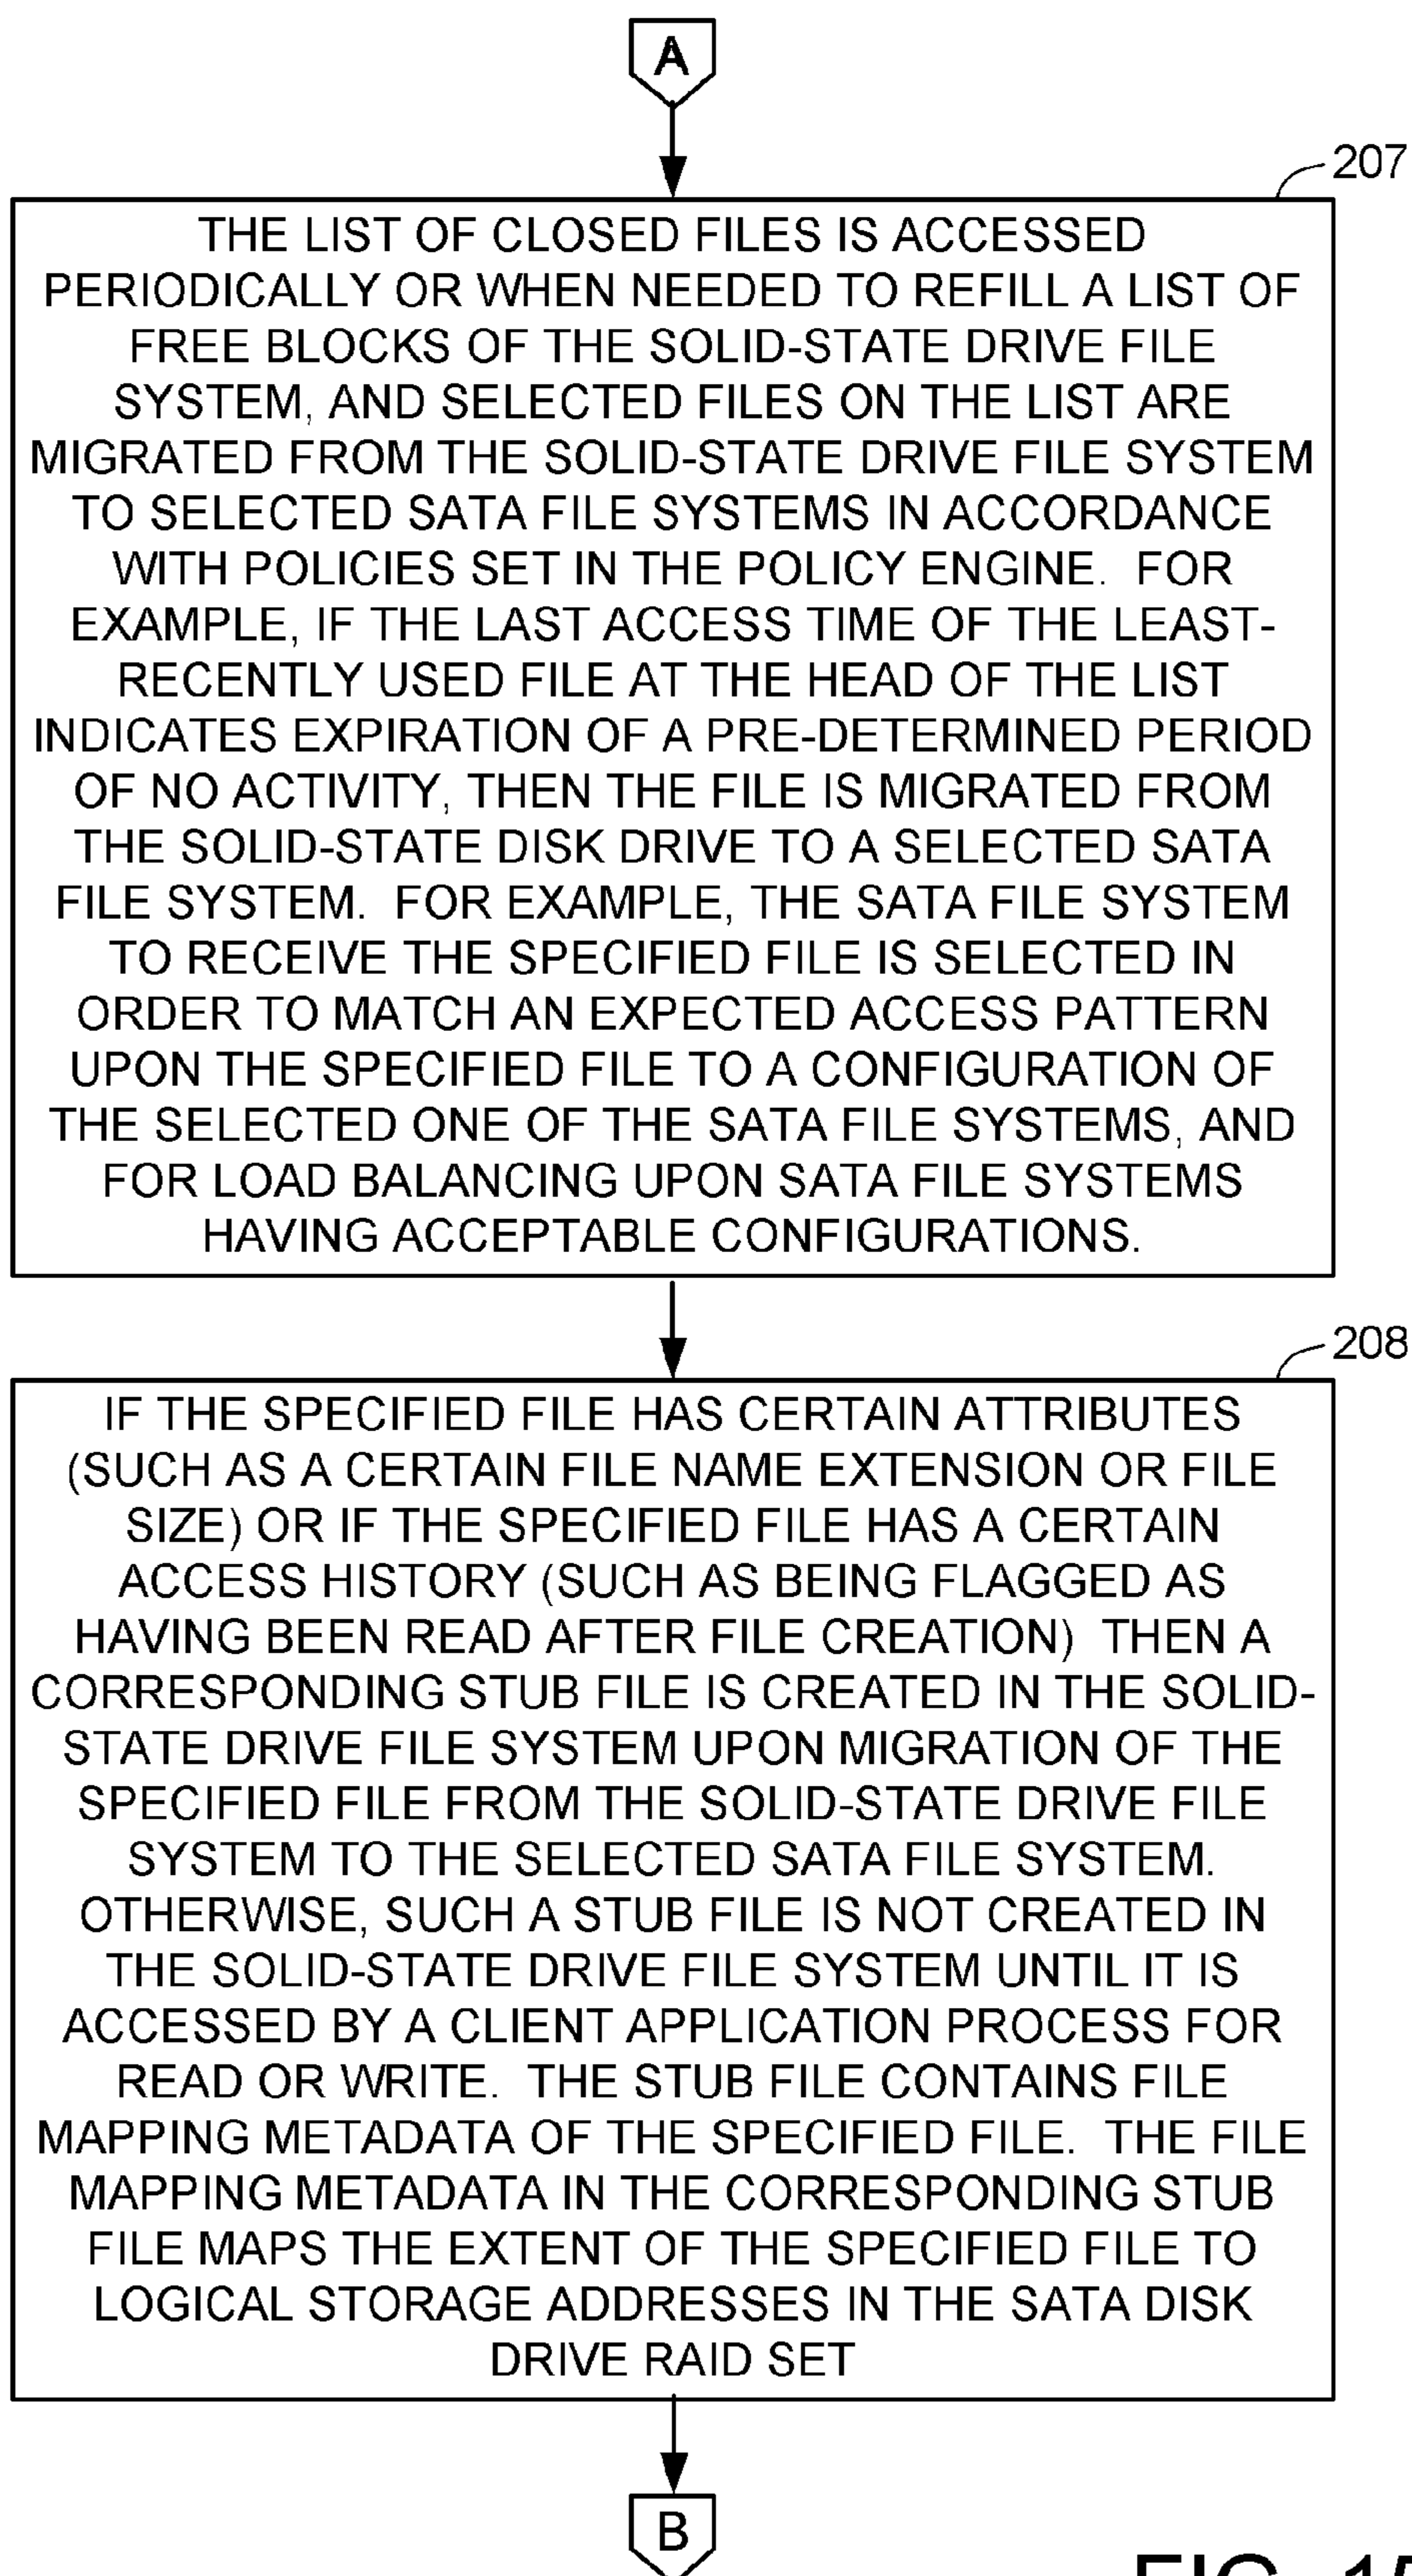 A
207
THE LIST OF CLOSED FILES IS ACCESSED
PERIODICALLY OR WHEN NEEDED TO REFILL A LIST OF
FREE BLOCKS OF THE SOLID-STATE DRIVE FILE
SYSTEM, AND SELECTED FILES ON THE LIST ARE
MIGRATED FROM THE SOLID-STATE DRIVE FILE SYSTEM
TO SELECTED SATA FILE SYSTEMS IN ACCORDANCE
WITH POLICIES SET IN THE POLICY ENGINE. FOR
EXAMPLE, IF THE LAST ACCESS TIME OF THE LEAST-
RECENTLY USED FILE AT THE HEAD OF THE LIST
INDICATES EXPIRATION OF A PRE-DETERMINED PERIOD
OF NO ACTIVITY, THEN THE FILE IS MIGRATED FROM
THE SOLID-STATE DISK DRIVE TO A SELECTED SATA
FILE SYSTEM. FOR EXAMPLE, THE SATA FILE SYSTEM
TO RECEIVE THE SPECIFIED FILE IS SELECTED IN
ORDER TO MATCH AN EXPECTED ACCESS PATTERN
UPON THE SPECIFIED FILE TO A CONFIGURATION OF
THE SELECTED ONE OF THE SATA FILE SYSTEMS, AND
FOR LOAD BALANCING UPON SATA FILE SYSTEMS
HAVING ACCEPTABLE CONFIGURATIONS.
208
IF THE SPECIFIED FILE HAS CERTAIN ATTRIBUTES
(SUCH AS A CERTAIN FILE NAME EXTENSION OR FILE
SIZE) OR IF THE SPECIFIED FILE HAS A CERTAIN
ACCESS HISTORY (SUCH AS BEING FLAGGED AS
HAVING BEEN READ AFTER FILE CREATION) THEN A
CORRESPONDING STUB FILE IS CREATED IN THE SOLID-
STATE DRIVE FILE SYSTEM UPON MIGRATION OF THE
SPECIFIED FILE FROM THE SOLID-STATE DRIVE FILE
SYSTEM TO THE SELECTED SATA FILE SYSTEM.
OTHERWISE, SUCH A STUB FILE IS NOT CREATED IN
THE SOLID-STATE DRIVE FILE SYSTEM UNTIL IT IS
ACCESSED BY A CLIENT APPLICATION PROCESS FOR
READ OR WRITE. THE STUB FILE CONTAINS FILE
MAPPING METADATA OF THE SPECIFIED FILE. THE FILE
MAPPING METADATA IN THE CORRESPONDING STUB
FILE MAPS THE EXTENT OF THE SPECIFIED FILE TO
LOGICAL STORAGE ADDRESSES IN THE SATA DISK
DRIVE RAID SET
B